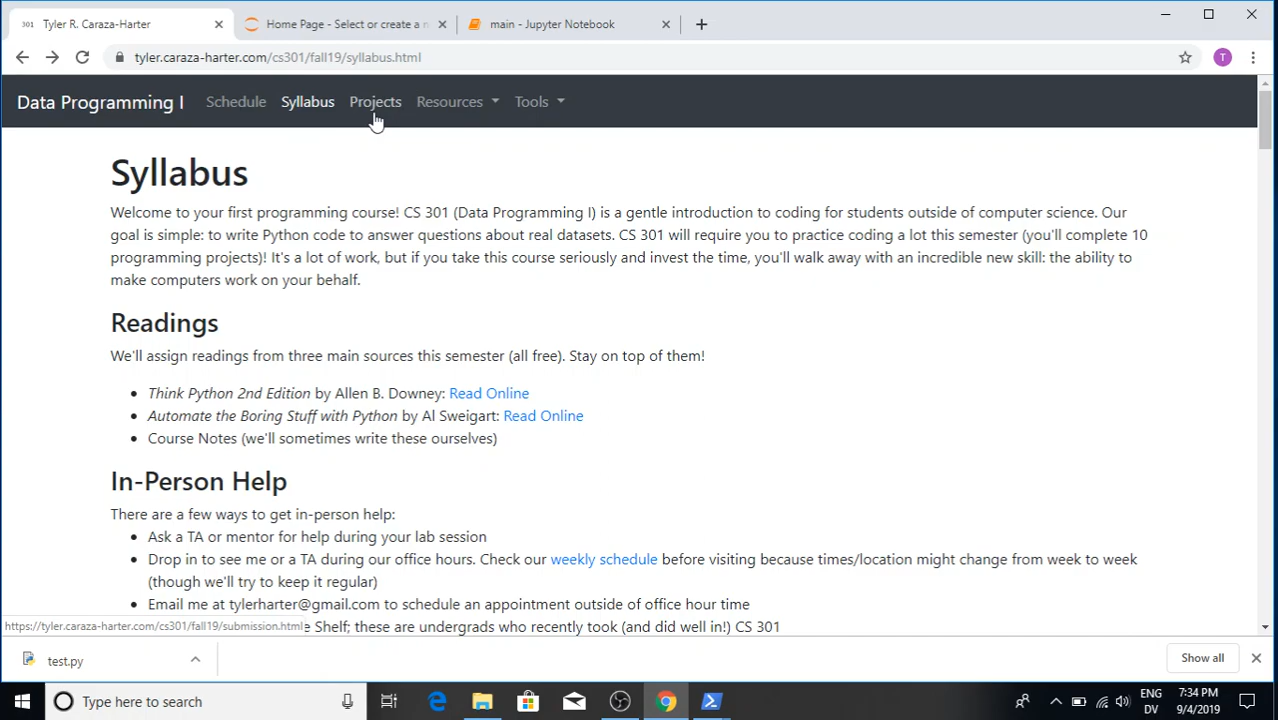 301 Tyler R. Caraza-Harter
Home Page - Select or create a n
main - Jupyter Notebook
tyler.caraza-harter.com/cs301/fall19/syllabus.html
T
Data Programming I Schedule Syllabus Projects Resources Tools
Syllabus
Welcome to your first programming course! CS 301 (Data Programming I) is a gentle introduction to coding for students outside of computer science. Our
goal is simple: to write Python code to answer questions about real datasets. CS 301 will require you to practice coding a lot this semester (you'll complete 10
programming projects)! It's a lot of work, but if you take this course seriously and invest the time, you'll walk away with an incredible new skill: the ability to
make computers work on your behalf.
Readings
We'll assign readings from three main sources this semester (all free). Stay on top of them!
• Think Python 2nd Edition by Allen B. Downey: Read Online
• Automate the Boring Stuff with Python by Al Sweigart: Read Online
• Course Notes (we'll sometimes write these ourselves)
In-Person Help
There are a few ways to get in-person help:
• Ask a TA or mentor for help during your lab session
• Drop in to see me or a TA during our office hours. Check our weekly schedule before visiting because times/location might change from week to week
(though we'll try to keep it regular)
• Email me at tylerharter@gmail.com to schedule an appointment outside of office hour time
https://tyler.caraza-harter.com/cs301/fall19/submission.html
e Shelf; these are undergrads who recently took (and did well in!) CS 301
test.py
Show all
Type here to search
ENG
DV
7:34 PM
9/4/2019